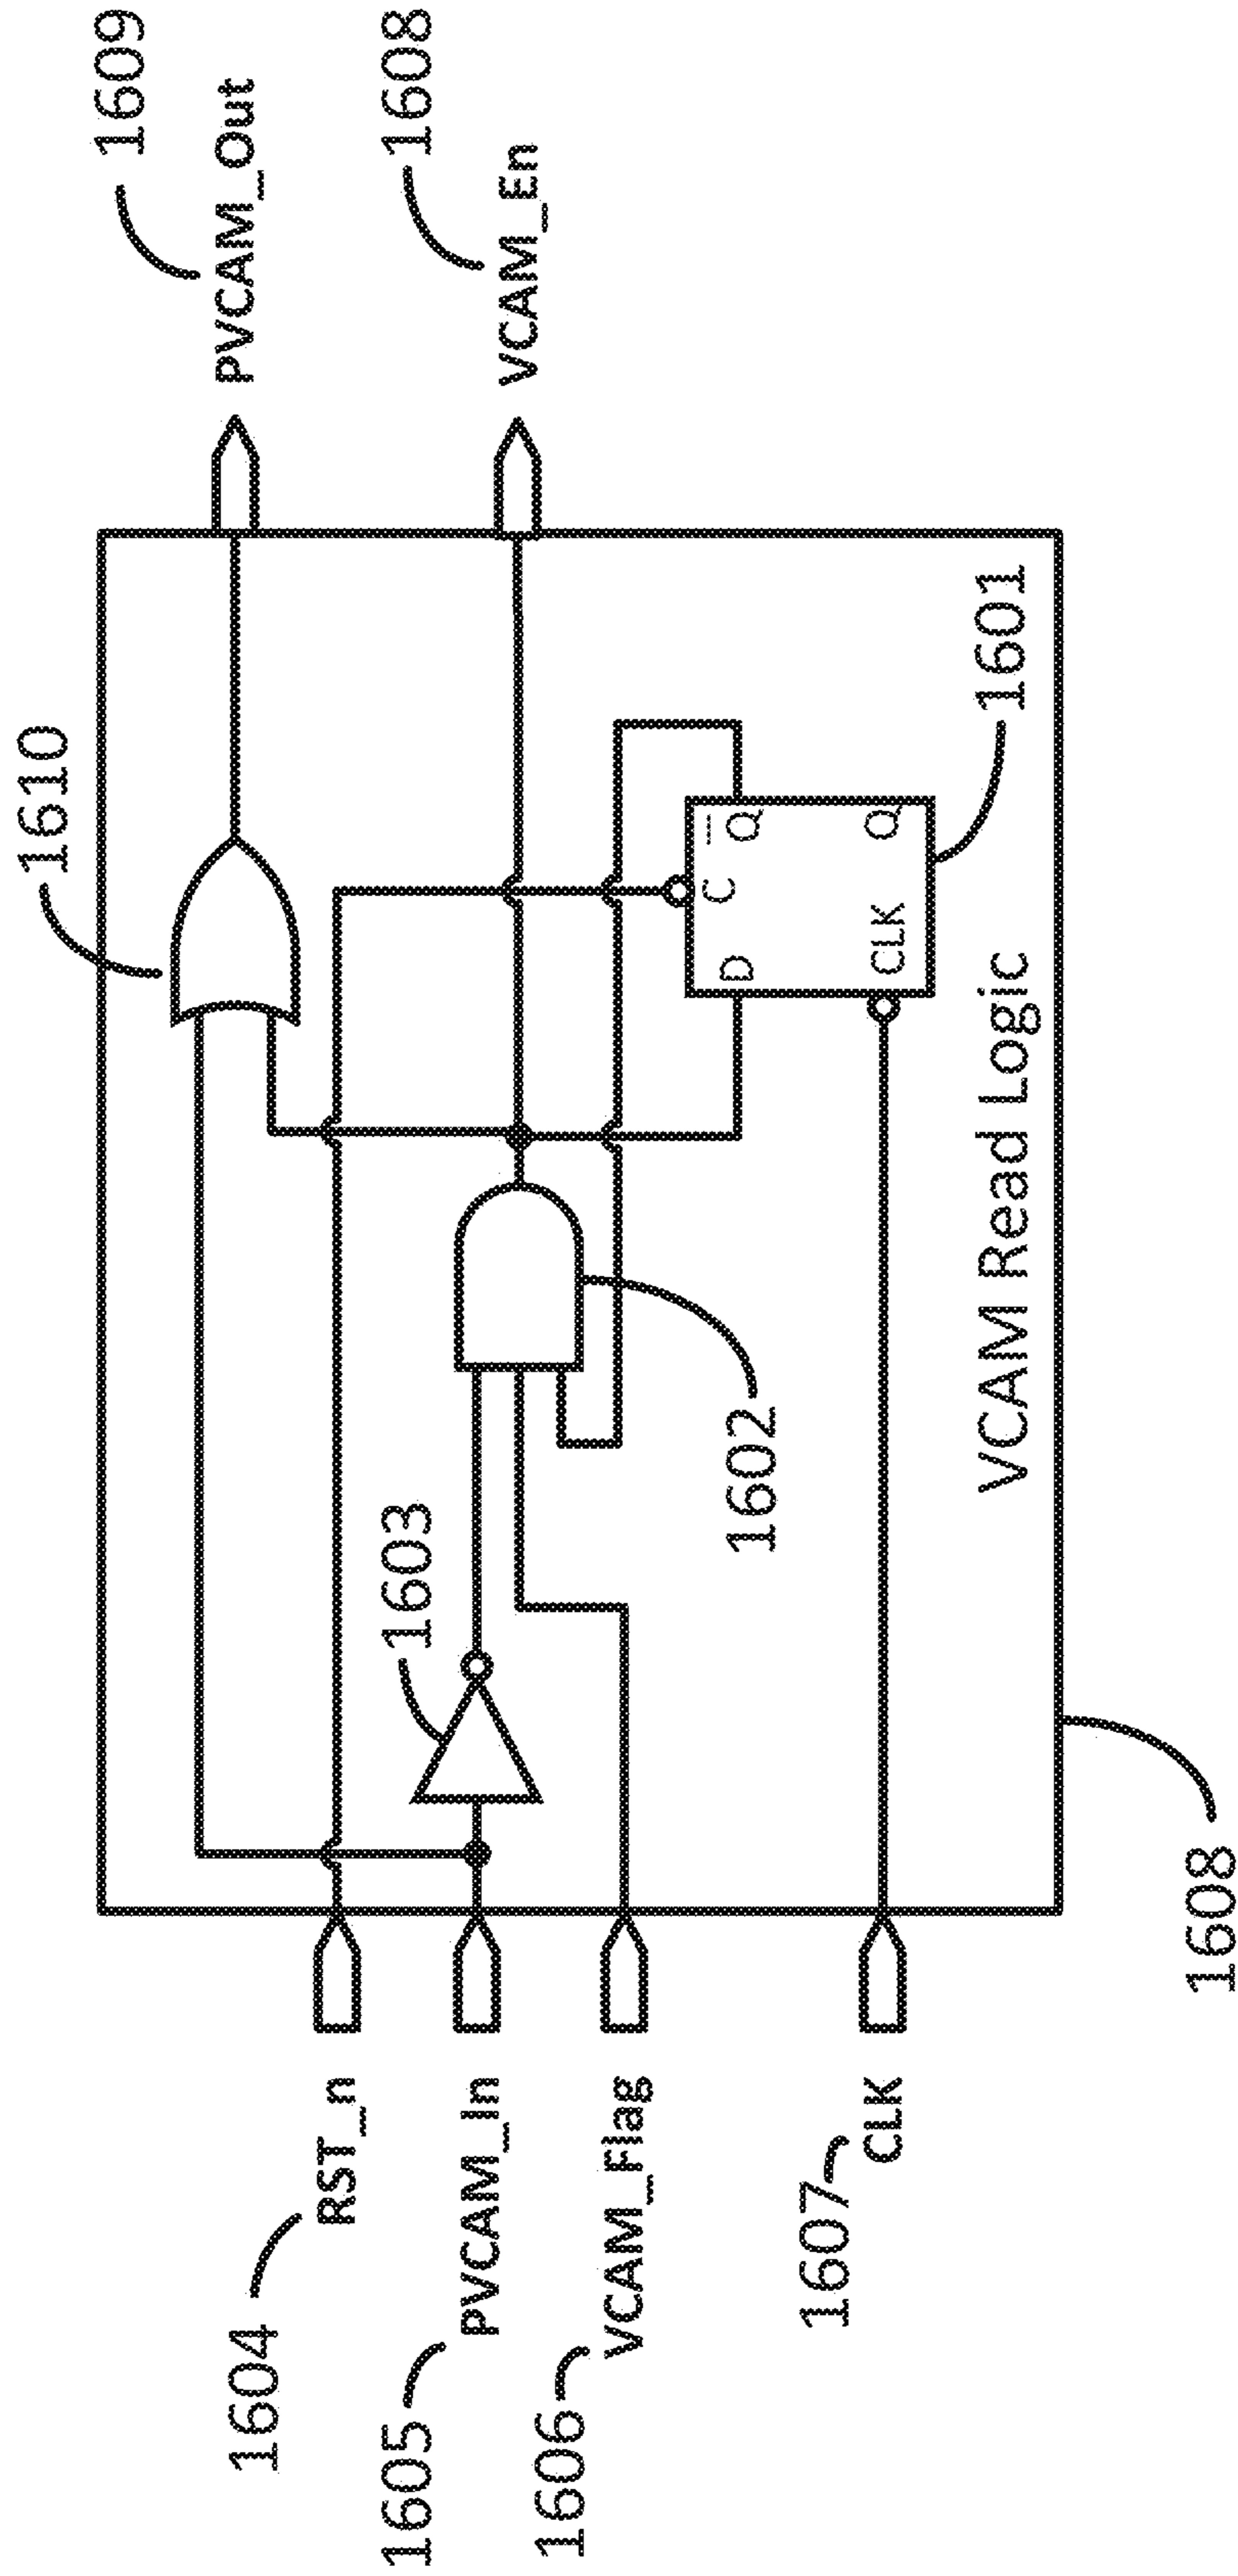 1610
1609
PVCAM_Out
1604
RST_n
1603
1608
VCAM_En
1605
PVCAM_In
1606
VCAM_Flag
1602
D
C
Q
1607
CLK
CLK
Q
1601
VCAM Read Logic
1608